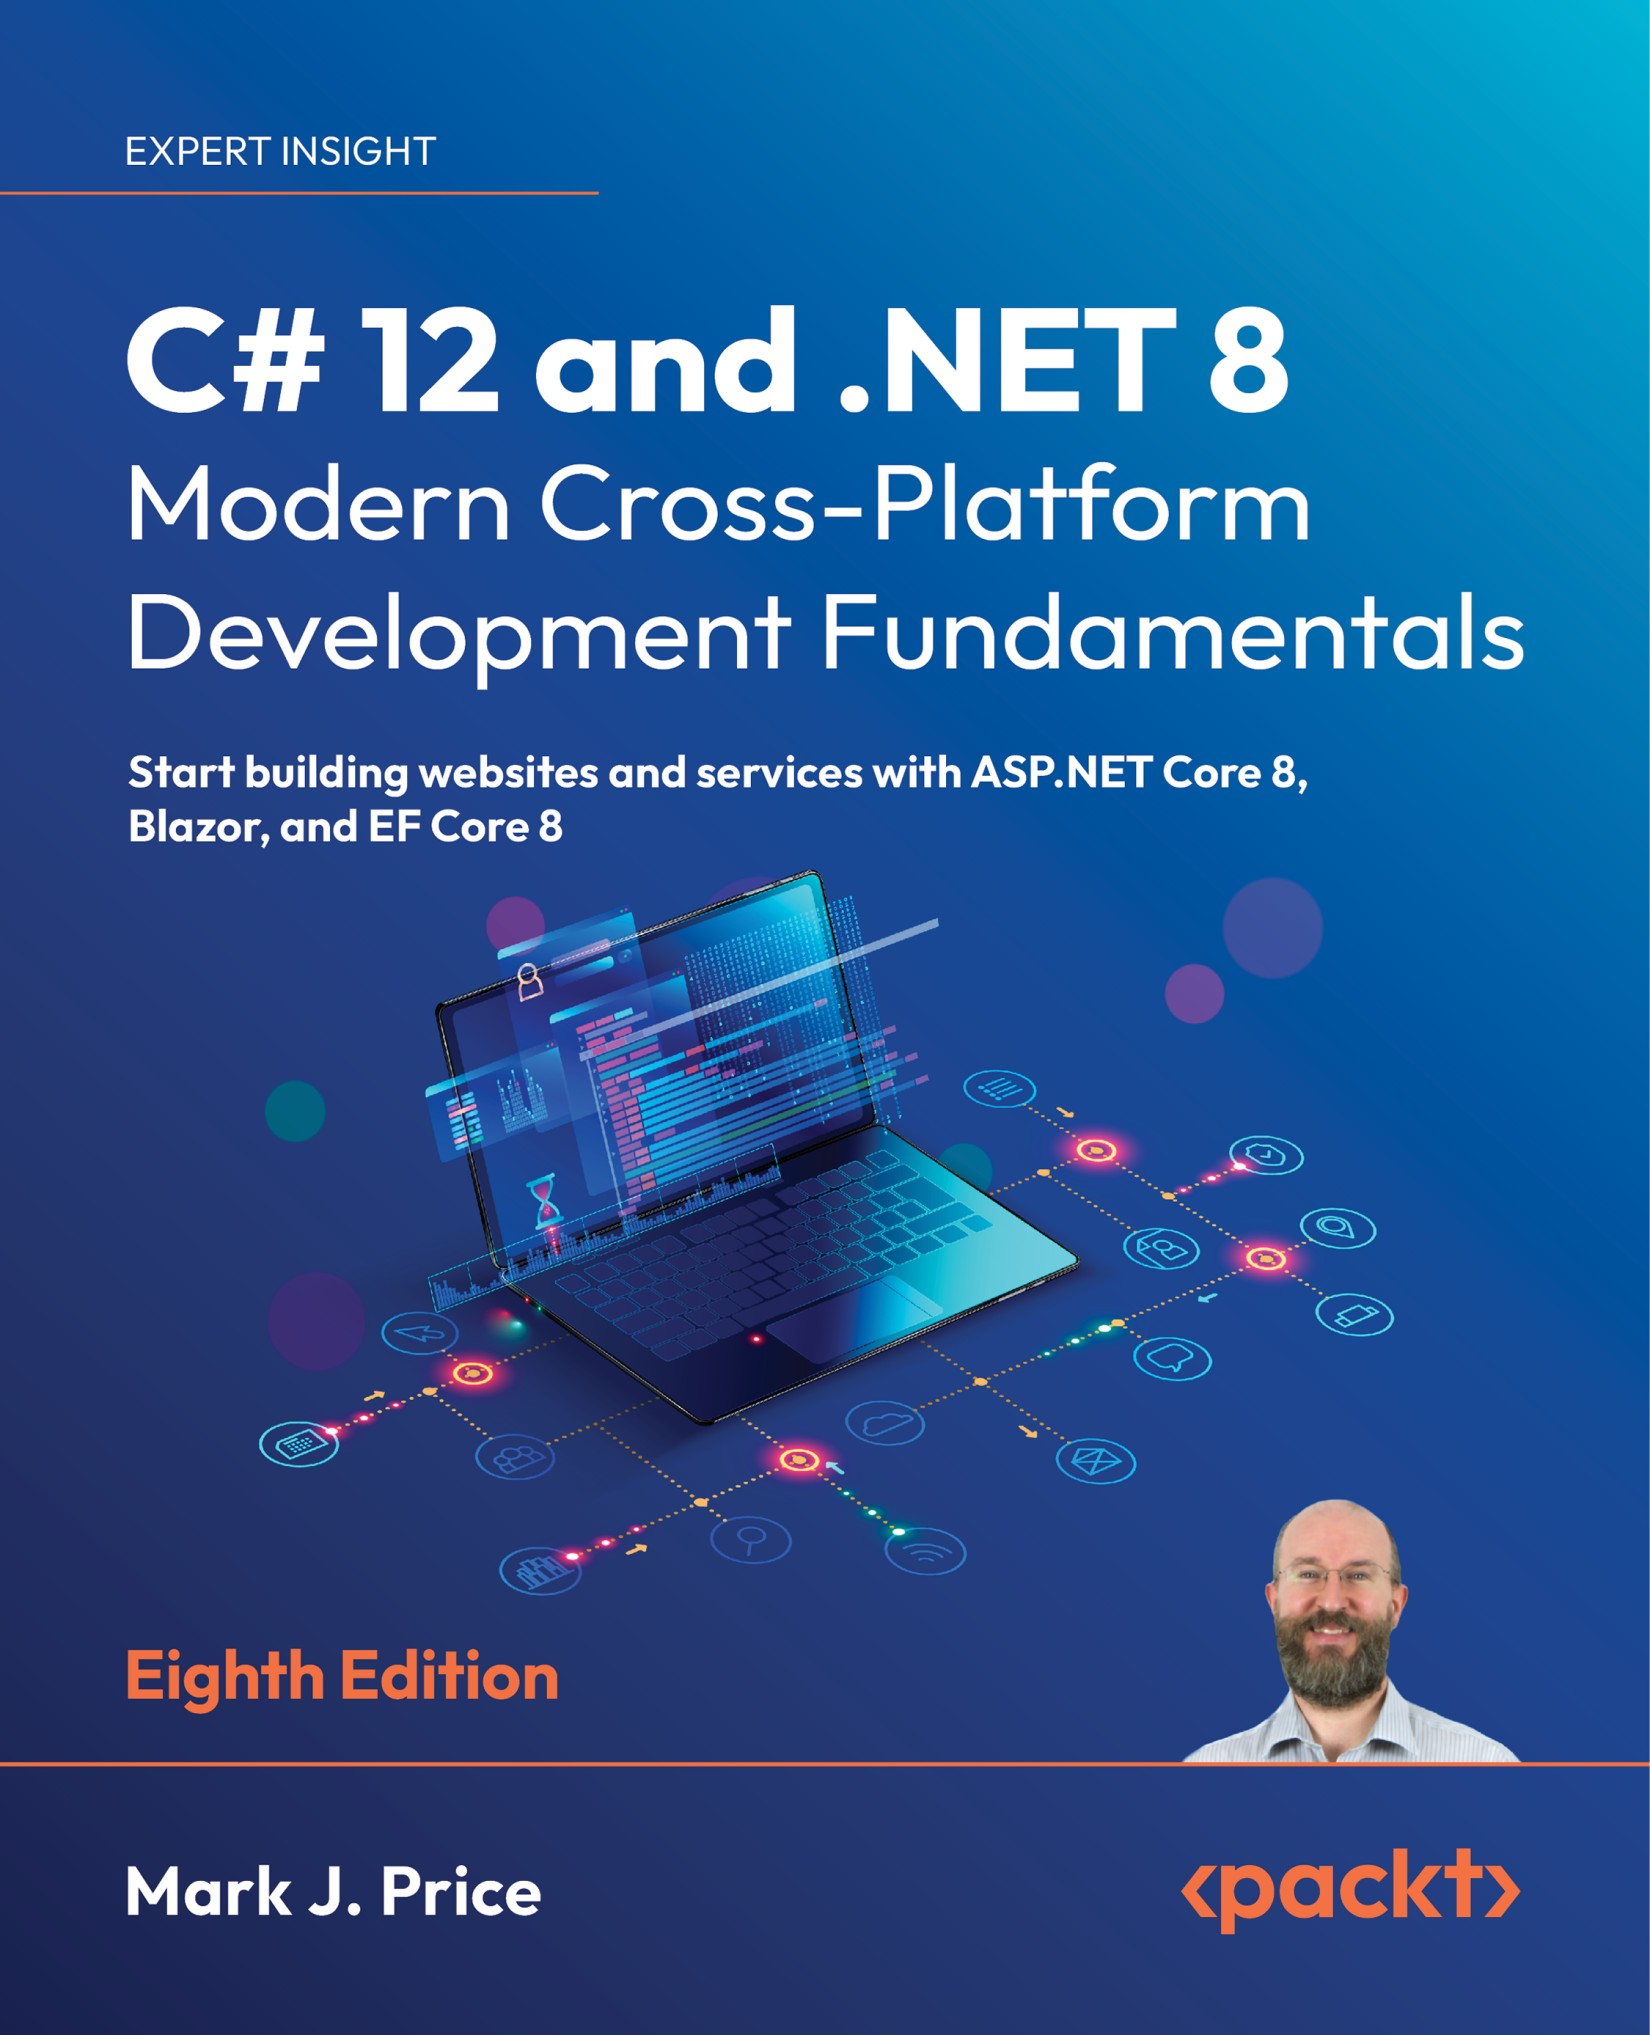 EXPERT INSIGHT
C# 12 and .NET 8
Modern Cross-Platform
Development Fundamentals
Start building websites and services with ASP.NET Core 8,
Blazor, and EF Core 8
Eighth Edition
Mark J. Price
<packt>